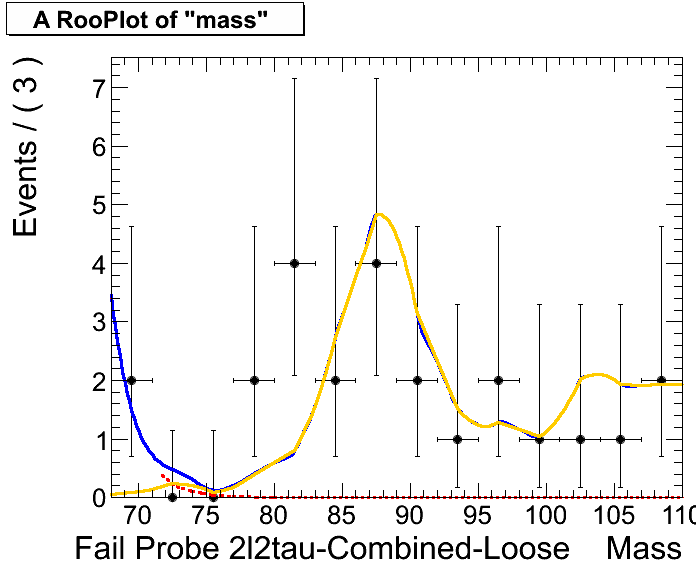 A RooPlot of "mass"
Events / ( 3 )
7
6
5
4
3
2
1
0
70 75 80 85 90 95 100 105 110
Fail Probe 2l2tau-Combined-Loose Mass